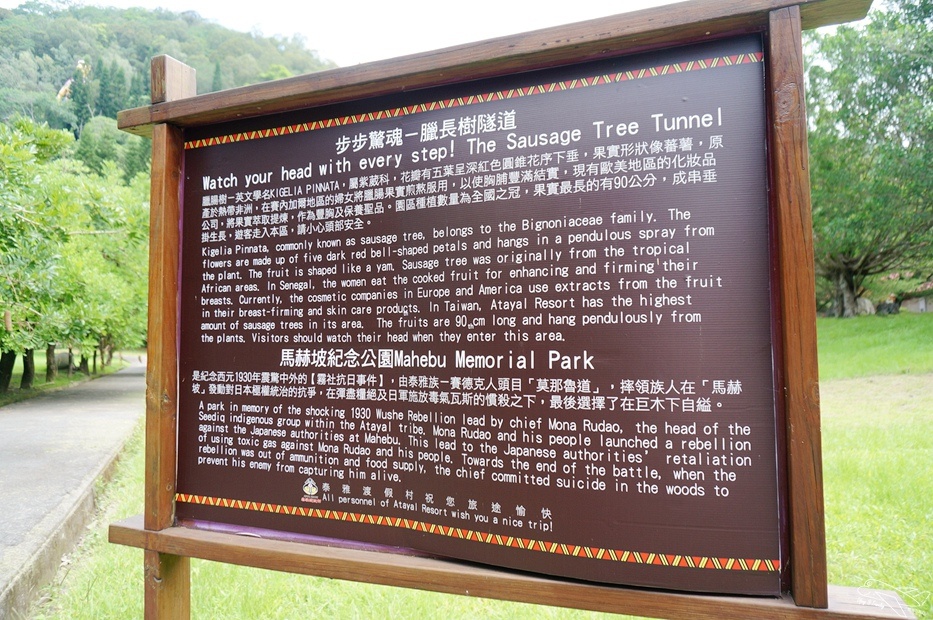 步步驚魂－臘長樹隧道
Watch your head with every step! The Sausage Tree Tunnel
臘腸樹－英文學名KIGELIA PINNATA，屬紫葳科，花瓣有五葉呈深紅色圓錐花序下垂，果實形狀像蕃薯，原
產於熱帶非洲，在賽內加爾地區的婦女將臘腸果實煎熬服用，以使胸脯豐滿結實，現有歐美地區的化妝品
公司，將果實萃取提煉，作為豐胸及保養聖品。園區種植數量為全國之冠，果實最長的有90公分，成串垂
掛生長，遊客走入本區，請小心頭部安全。
Kigelia Pinnata, commonly known as sausage tree, belongs to the Bignoniaceae family. The
flowers are made up of five dark red bell-shaped petals and hangs in a pendulous spray from
the plant. The fruit is shaped like a yam. Sausage tree was originally from the tropical
African areas. In Senegal, the women eat the cooked fruit for enhancing and firming their
breasts. Currently, the cosmetic companies in Europe and America use extracts from the fruit
in their breast-firming and skin care products. In Taiwan, Atayal Resort has the highest
amount of sausage trees in its area. The fruits are 90 cm long and hang pendulously from
the plants. Visitors should watch their head when they enter this area.
馬赫坡紀念公園Mahebu Memorial Park
是紀念西元1930年震驚中外的【霧社抗日事件】，由泰雅族－賽德克人頭目「莫那魯道」，摔領族人在「馬赫
坡」發動對日本極權統治的抗爭，在彈盡糧絕及日軍施放毒氣瓦斯的慎殺之下，最後選擇了在巨木下自縊。
A park in memory of the shocking 1930 Wushe Rebellion lead by chief Mona Rudao, the head of the
Seediq indigenous group within the Atayal tribe. Mona Rudao and his people launched a rebellion
against the Japanese authorities at Mahebu. This lead to the Japanese authorities' retaliation
of using toxic gas against Mona Rudao and his people. Towards the end of the battle, when the
rebellion was out of ammunition and food supply, the chief committed suicide in the woods to
prevent his enemy from capturing him alive.
泰雅渡假村祝您旅途愉快
All personnel of Atayal Resort wish you a nice trip!